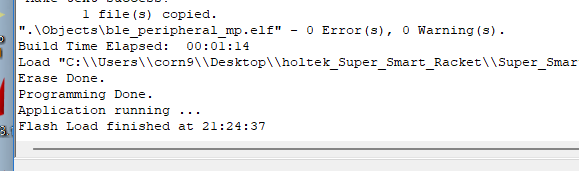 1 file(s) copied.
".\Objects\ble_peripheral_mp.elf" - 0 Error(s), 0 Warning(s).
Build Time Elapsed:  00:01:14
Load "C:\\Users\\corn9\\Desktop\\holtek_Super_Smart_Racket\\Super_Smar
Erase Done.
Programming Done.
Application running ...
Flash Load finished at 21:24:37